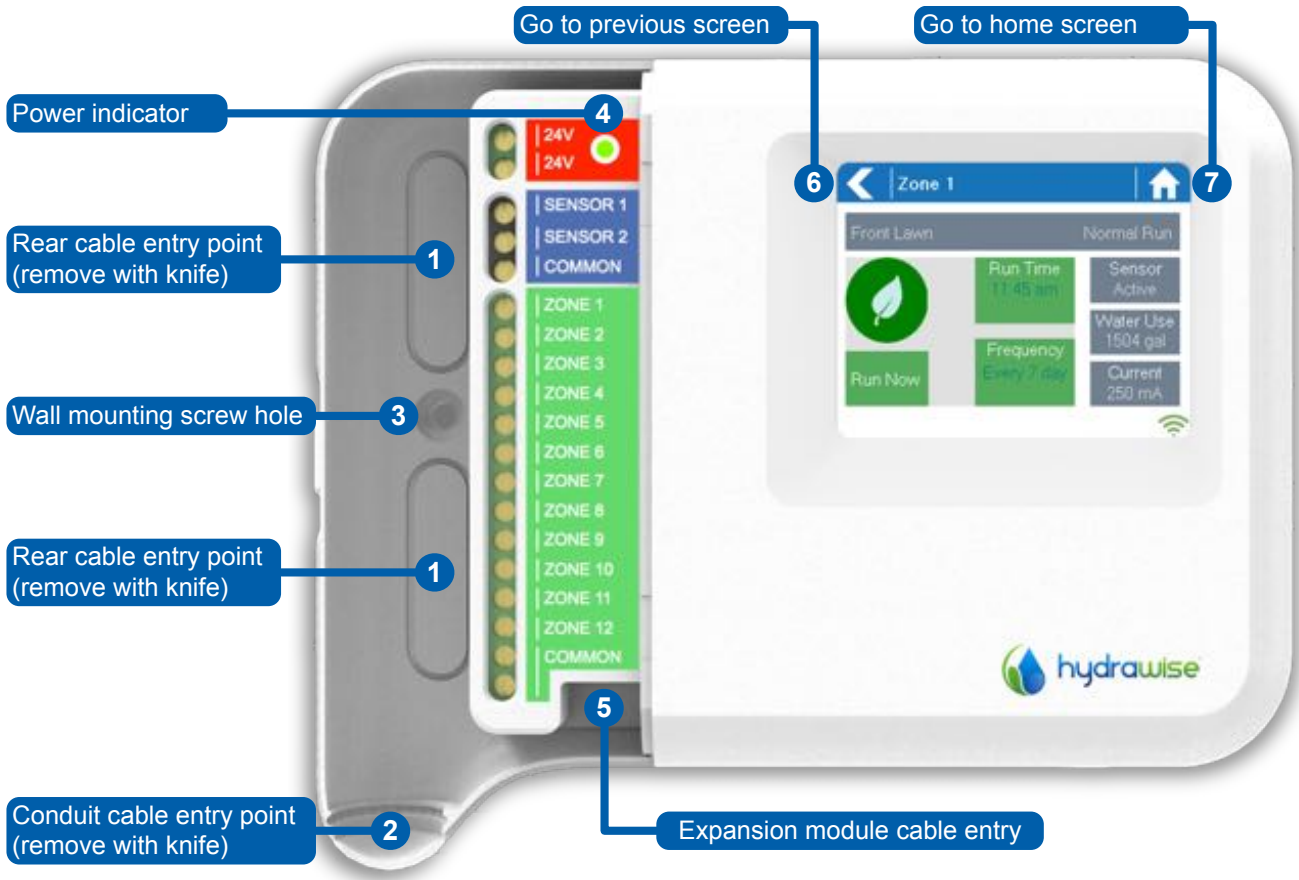 Go to previous screen
Go to home screen
Power indicator
4
24V
24V
6
Zone 1
7
SENSOR 1
SENSOR 2
COMMON
Rear cable entry point
(remove with knife)
1
Front Lawn
Normal Run
Run Time
11:45 am
Sensor
Active
Water Use
1504 gal
Frequency
Every 7 day
Run Now
Current
250 mA
ZONE 1
ZONE 2
ZONE 3
ZONE 4
ZONE 5
ZONE 6
ZONE 7
ZONE 8
ZONE 9
ZONE 10
ZONE 11
ZONE 12
COMMON
Wall mounting screw hole
3
Rear cable entry point
(remove with knife)
1
hydrawise
5
Conduit cable entry point
(remove with knife)
2
Expansion module cable entry